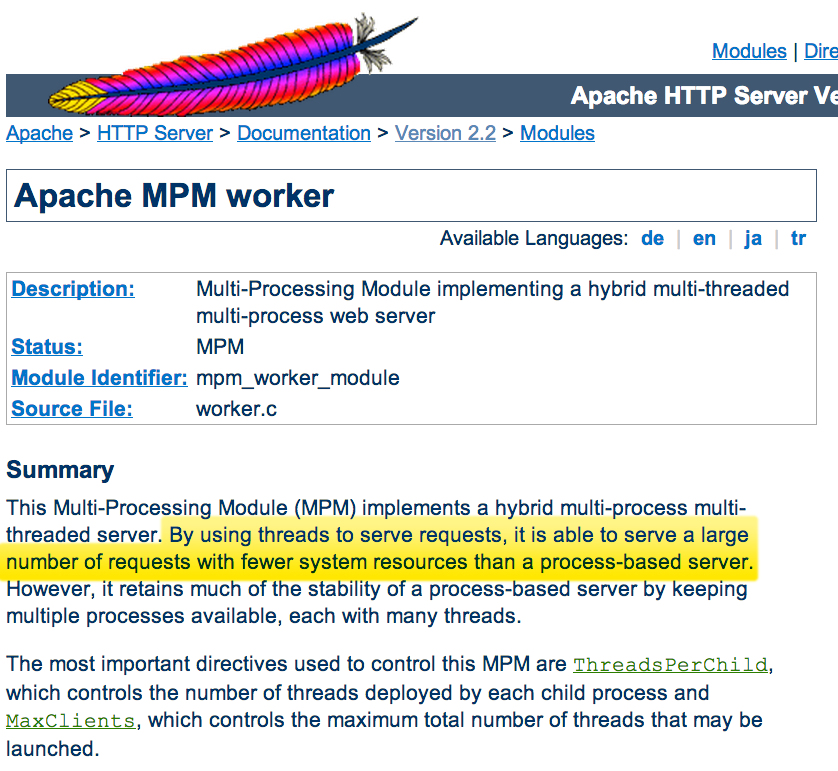 Modules | Dire
Apache HTTP Server Ve
Apache > HTTP Server > Documentation > Version 2.2 > Modules
Apache MPM worker
Available Languages: de | en | ja | tr
Description: Multi-Processing Module implementing a hybrid multi-threaded
multi-process web server
Status: MPM
Module Identifier: mpm_worker_module
Source File: worker.c
Summary
This Multi-Processing Module (MPM) implements a hybrid multi-process multi-
threaded server. By using threads to serve requests, it is able to serve a large
number of requests with fewer system resources than a process-based server.
However, it retains much of the stability of a process-based server by keeping
multiple processes available, each with many threads.
The most important directives used to control this MPM are ThreadsPerChild,
which controls the number of threads deployed by each child process and
MaxClients, which controls the maximum total number of threads that may be
launched.